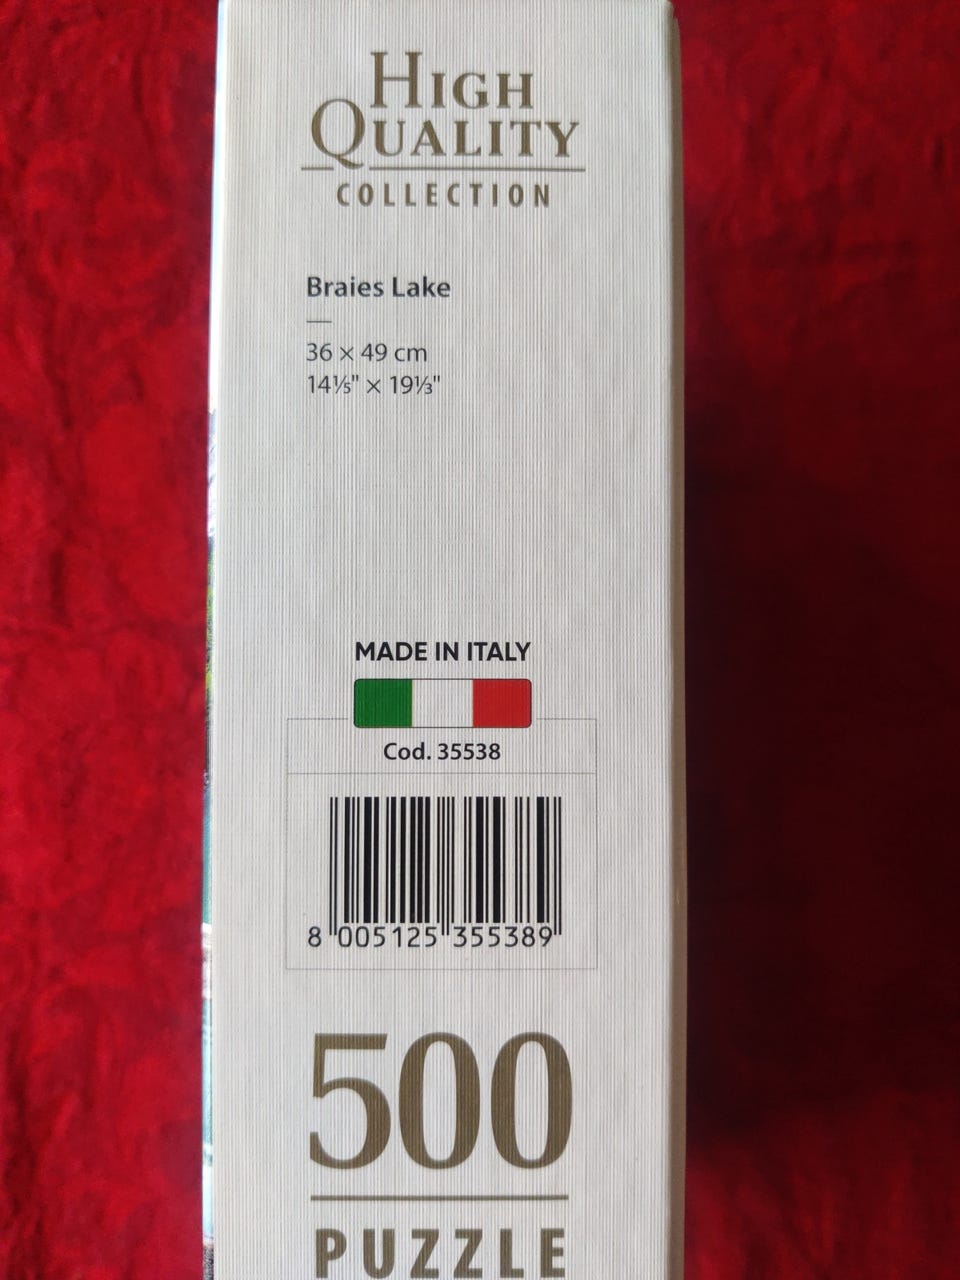 HIGH
QUALITY
COLLECTION
Braies Lake
36 × 49 cm
14⅕" × 19⅓"
MADE IN ITALY
Cod. 35538
8 005125 355389
500
PUZZLE